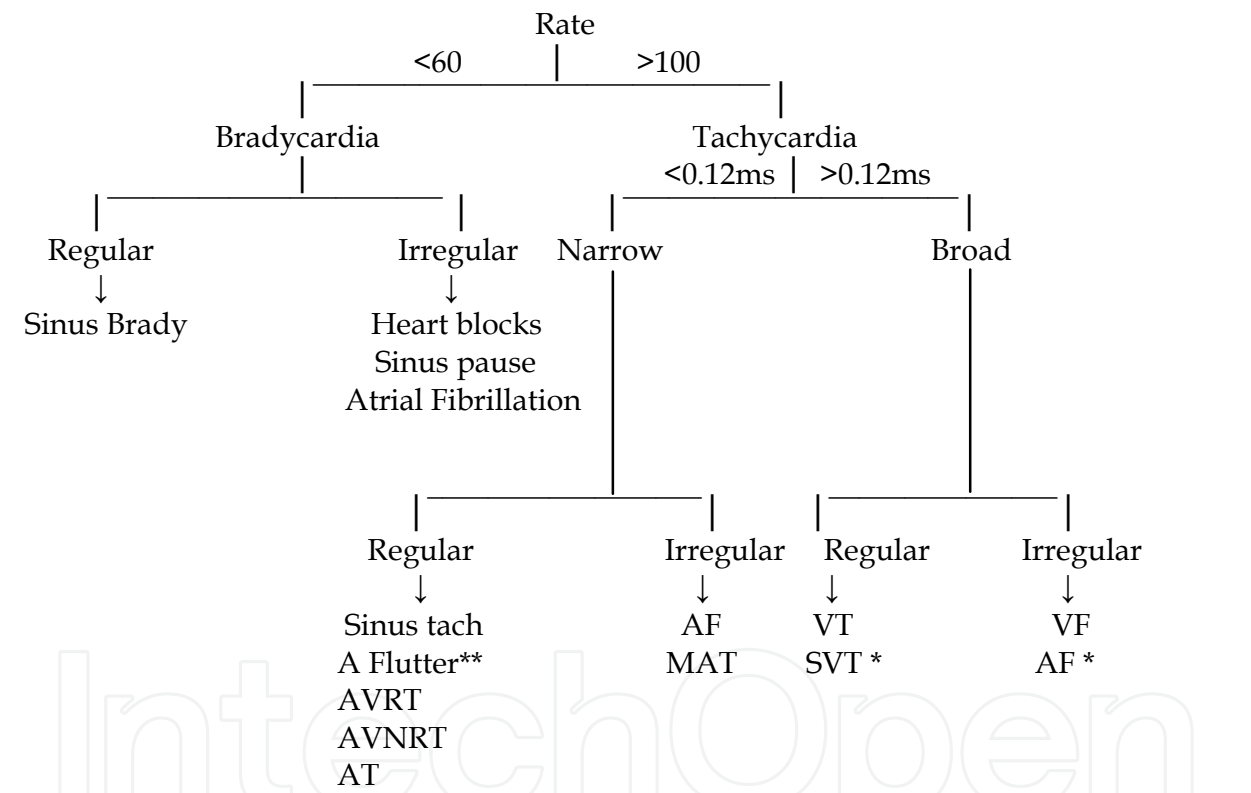 Rate
<60 >100
Bradycardia Tachycardia
<0.12ms >0.12ms
Regular Irregular Narrow Broad
↓ ↓
Sinus Brady Heart blocks
Sinus pause
Atrial Fibrillation
Regular Irregular Regular Irregular
↓ ↓ ↓ ↓
Sinus tach AF VT VF
A Flutter** MAT SVT * AF *
AVRT
AVNRT
AT
IntechOpen